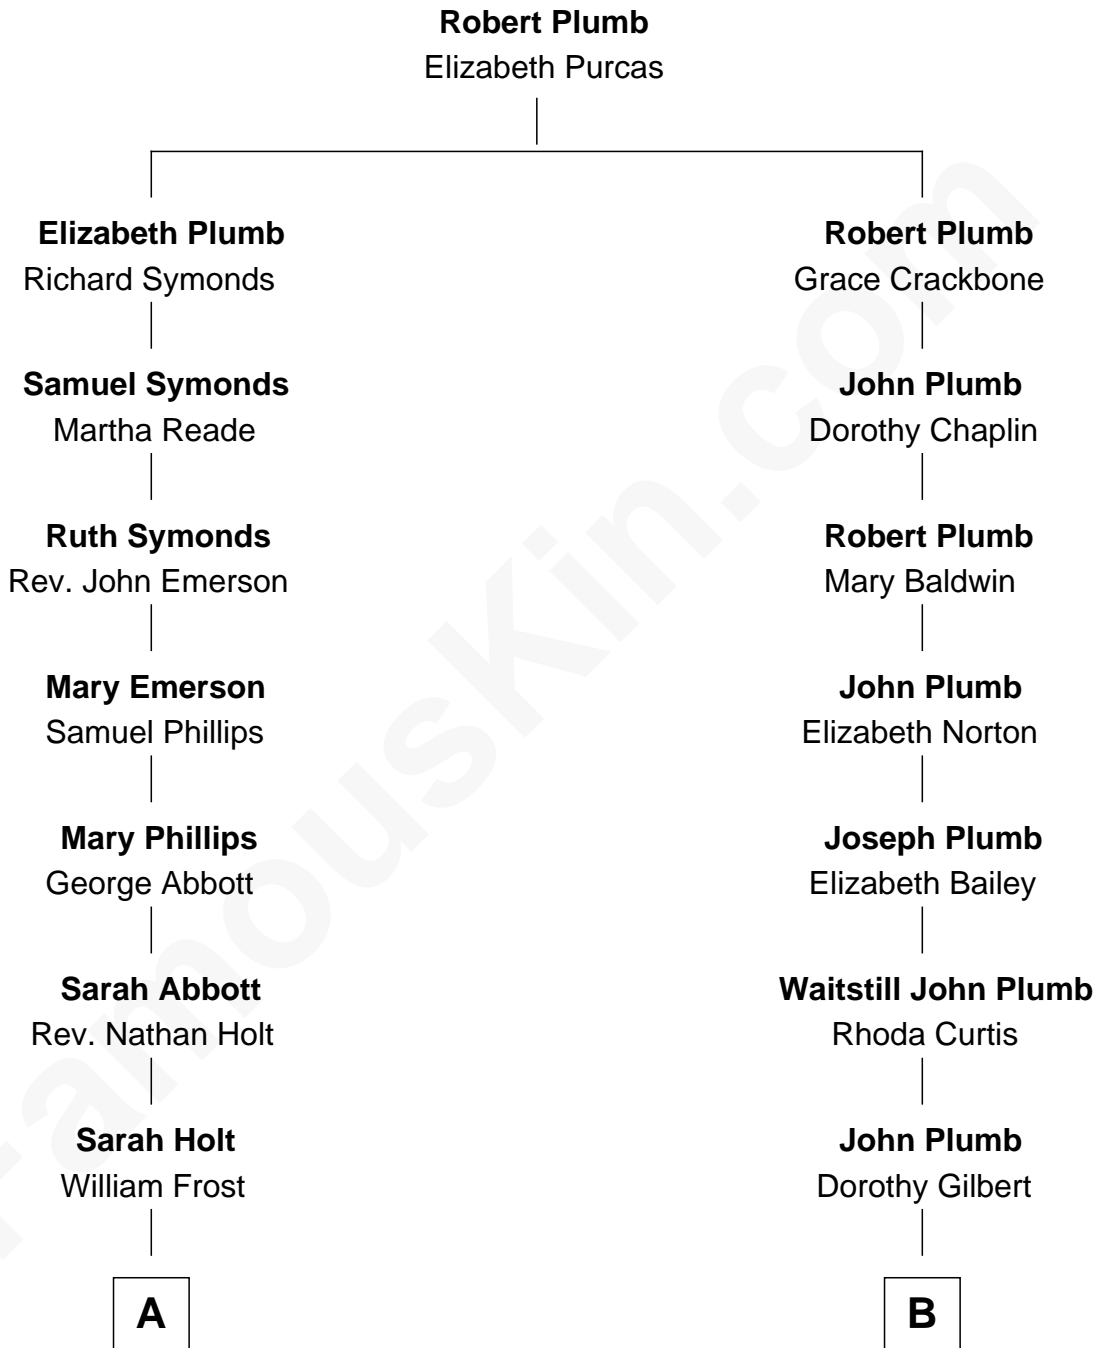 Robert Plumb
Elizabeth Purcas
Elizabeth Plumb
Richard Symonds
Robert Plumb
Grace Crackbone
Samuel Symonds
Martha Reade
John Plumb
Dorothy Chaplin
Ruth Symonds
Rev. John Emerson
Robert Plumb
Mary Baldwin
Mary Emerson
Samuel Phillips
John Plumb
Elizabeth Norton
Mary Phillips
George Abbott
Joseph Plumb
Elizabeth Bailey
Sarah Abbott
Rev. Nathan Holt
Waitstill John Plumb
Rhoda Curtis
Sarah Holt
William Frost
John Plumb
Dorothy Gilbert
A
B
FamousKin.com